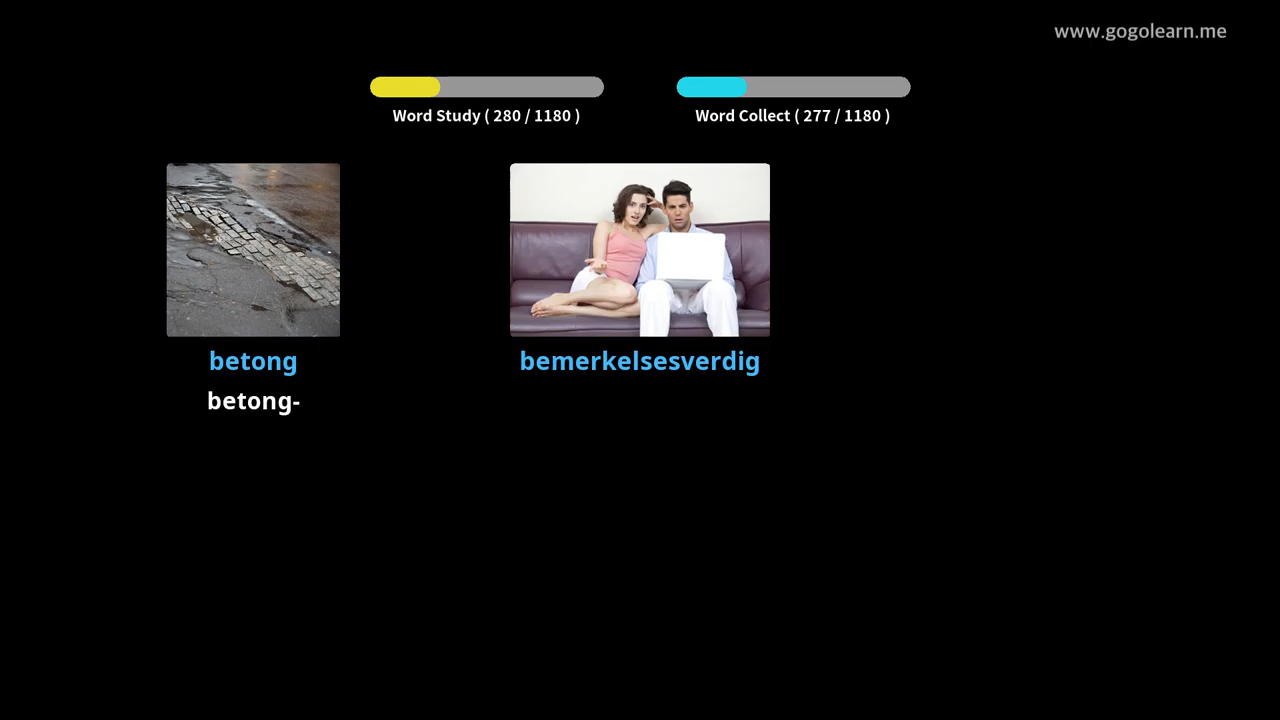 www.gogolearn.me
Word Study ( 280 / 1180 )
Word Collect ( 277 / 1180 )
betong
betong-
bemerkelsesverdig